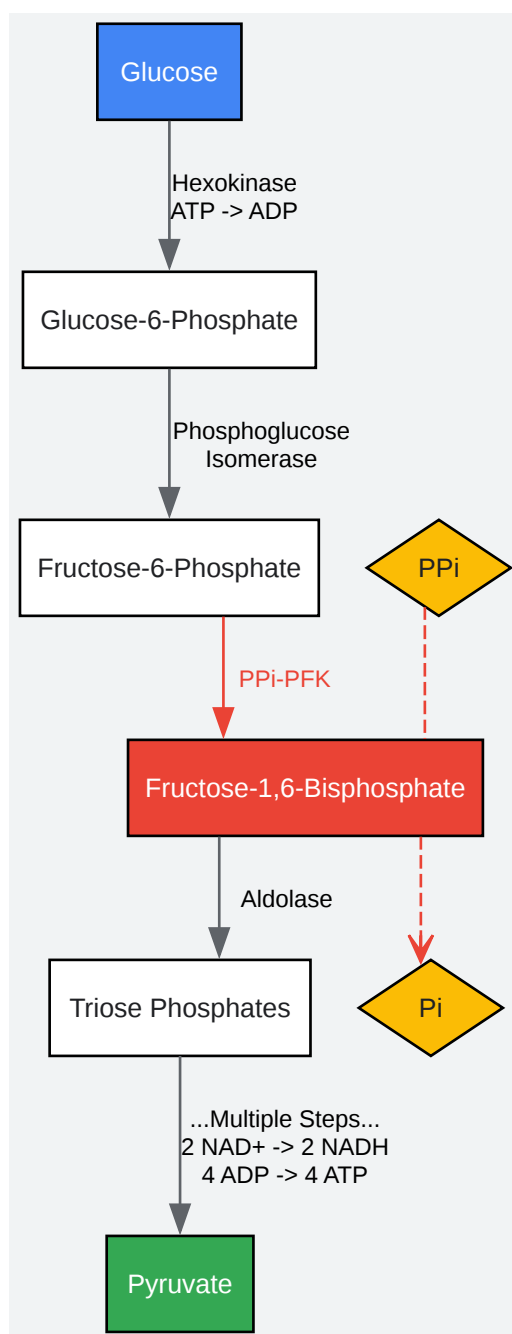 Glucose
Hexokinase
ATP -> ADP
Glucose-6-Phosphate
Phosphoglucose
Isomerase
Fructose-6-Phosphate
PPi
PPi-PFK
Fructose-1,6-Bisphosphate
Aldolase
Triose Phosphates
Pi
...Multiple Steps...
2 NAD+ -> 2 NADH
4 ADP -> 4 ATP
Pyruvate